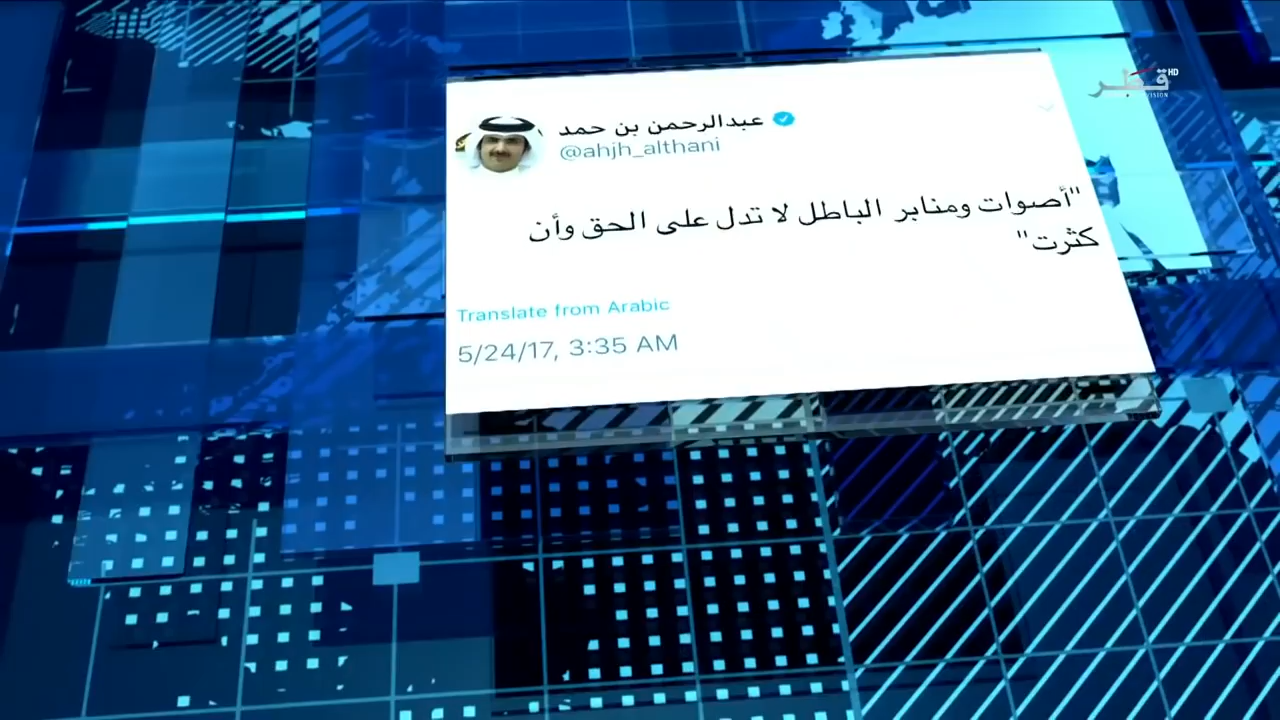 قطر HD
عبدالرحمن بن حمد
@ahjh_althani
"أصوات ومنابر الباطل لا تدل على الحق وأن
كثرت"
Translate from Arabic
5/24/17, 3:35 AM